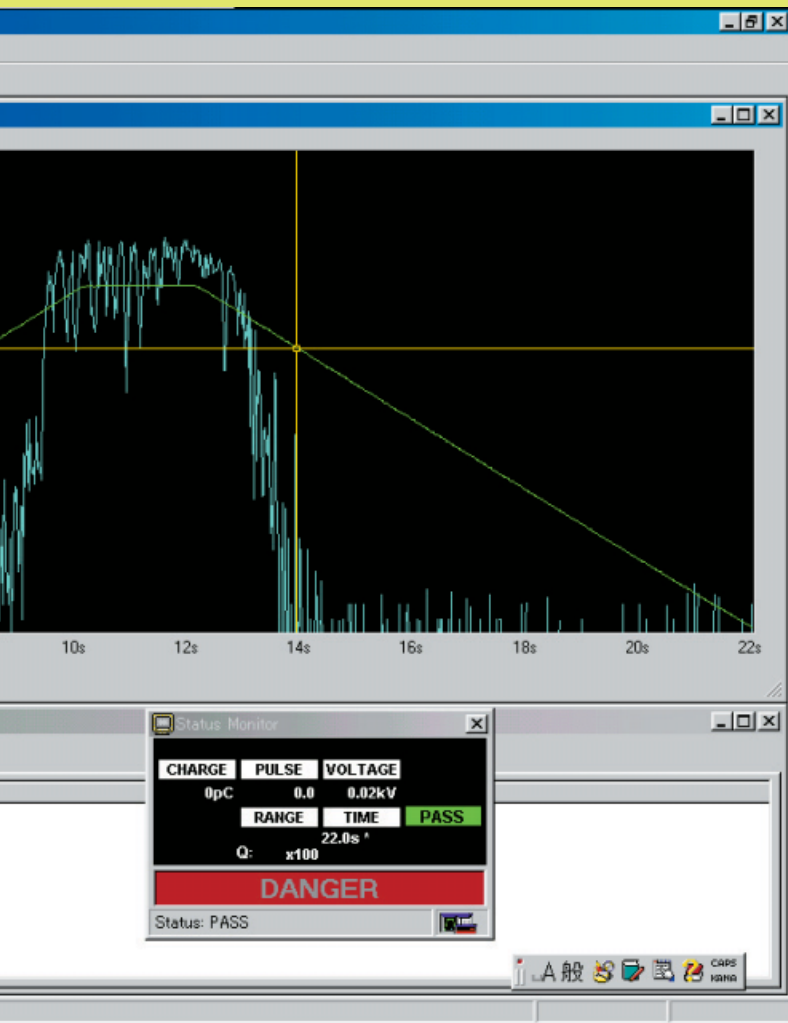 10s 12s 14s 16s 18s 20s 22s
Status Monitor
CHARGE PULSE VOLTAGE
0pC 0.0 0.02kV
RANGE TIME PASS
22.0s *
Q: x100
DANGER
Status: PASS
A 般 CAPS
KANA